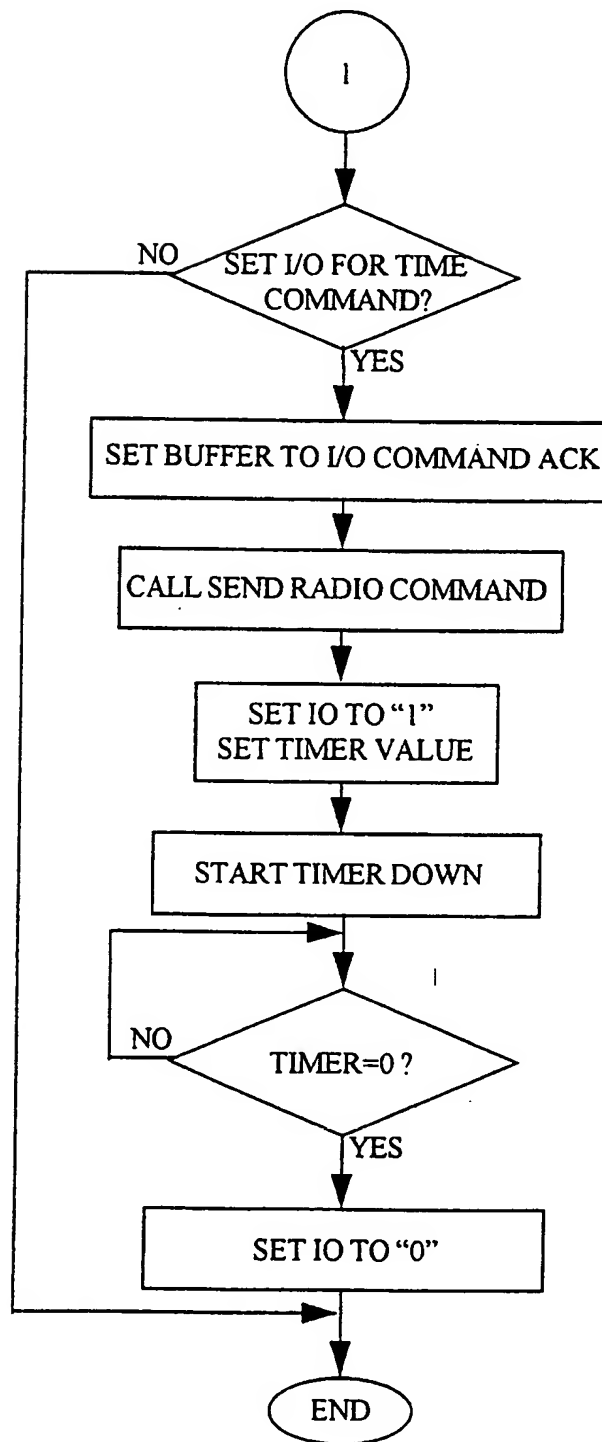 1
NO
SET I/O FOR TIME
COMMAND?
YES
SET BUFFER TO I/O COMMAND ACK
CALL SEND RADIO COMMAND
SET IO TO “1”
SET TIMER VALUE
START TIMER DOWN
NO
TIMER=0 ?
YES
SET IO TO “0”
END